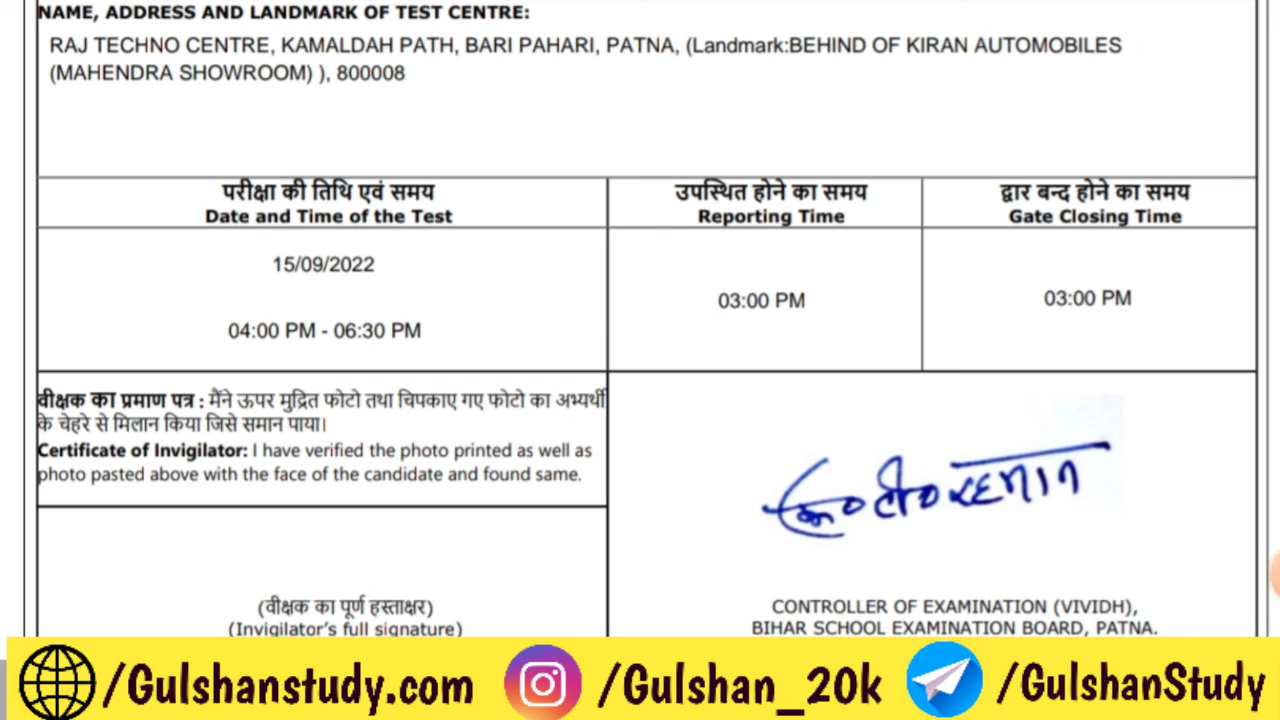 NAME, ADDRESS AND LANDMARK OF TEST CENTRE:
RAJ TECHNO CENTRE, KAMALDAH PATH, BARI PAHARI, PATNA, (Landmark:BEHIND OF KIRAN AUTOMOBILES
(MAHENDRA SHOWROOM) ), 800008
परीक्षा की तिथि एवं समय
Date and Time of the Test
उपस्थित होने का समय
Reporting Time
द्वार बन्द होने का समय
Gate Closing Time
15/09/2022
04:00 PM - 06:30 PM
03:00 PM
03:00 PM
वीक्षक का प्रमाण पत्र : मैंने ऊपर मुद्रित फोटो तथा चिपकाए गए फोटो का अभ्यर्थी
के चेहरे से मिलान किया जिसे समान पाया।
Certificate of Invigilator: I have verified the photo printed as well as
photo pasted above with the face of the candidate and found same.
(वीक्षक का पूर्ण हस्ताक्षर)
(Invigilator's full signature)
CONTROLLER OF EXAMINATION (VIVIDH),
BIHAR SCHOOL EXAMINATION BOARD, PATNA.
/Gulshanstudy.com
/Gulshan_20k
/GulshanStudy